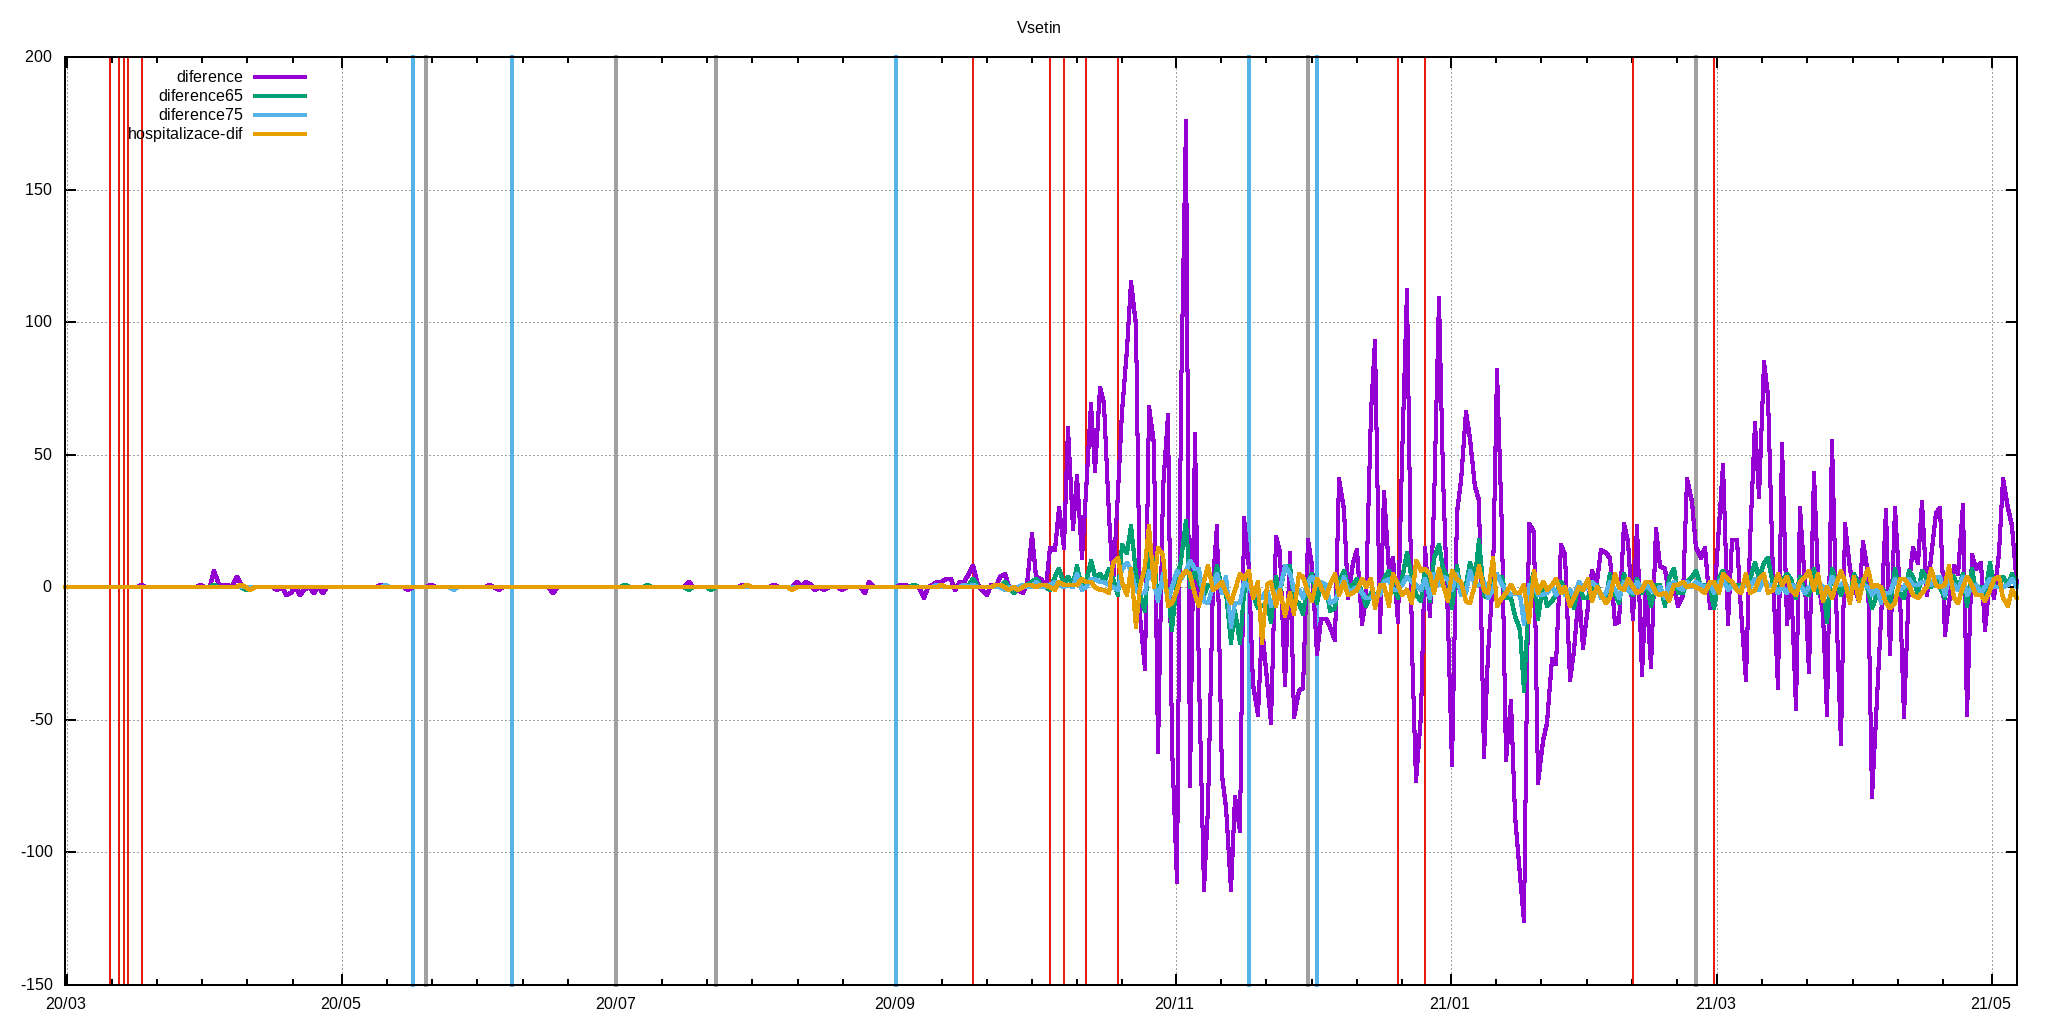 Vsetin
200
150
100
50
0
-50
-100
-150
diference
diference65
diference75
hospitalizace-dif
20/03 20/05 20/07 20/09 20/11 21/01 21/03 21/05